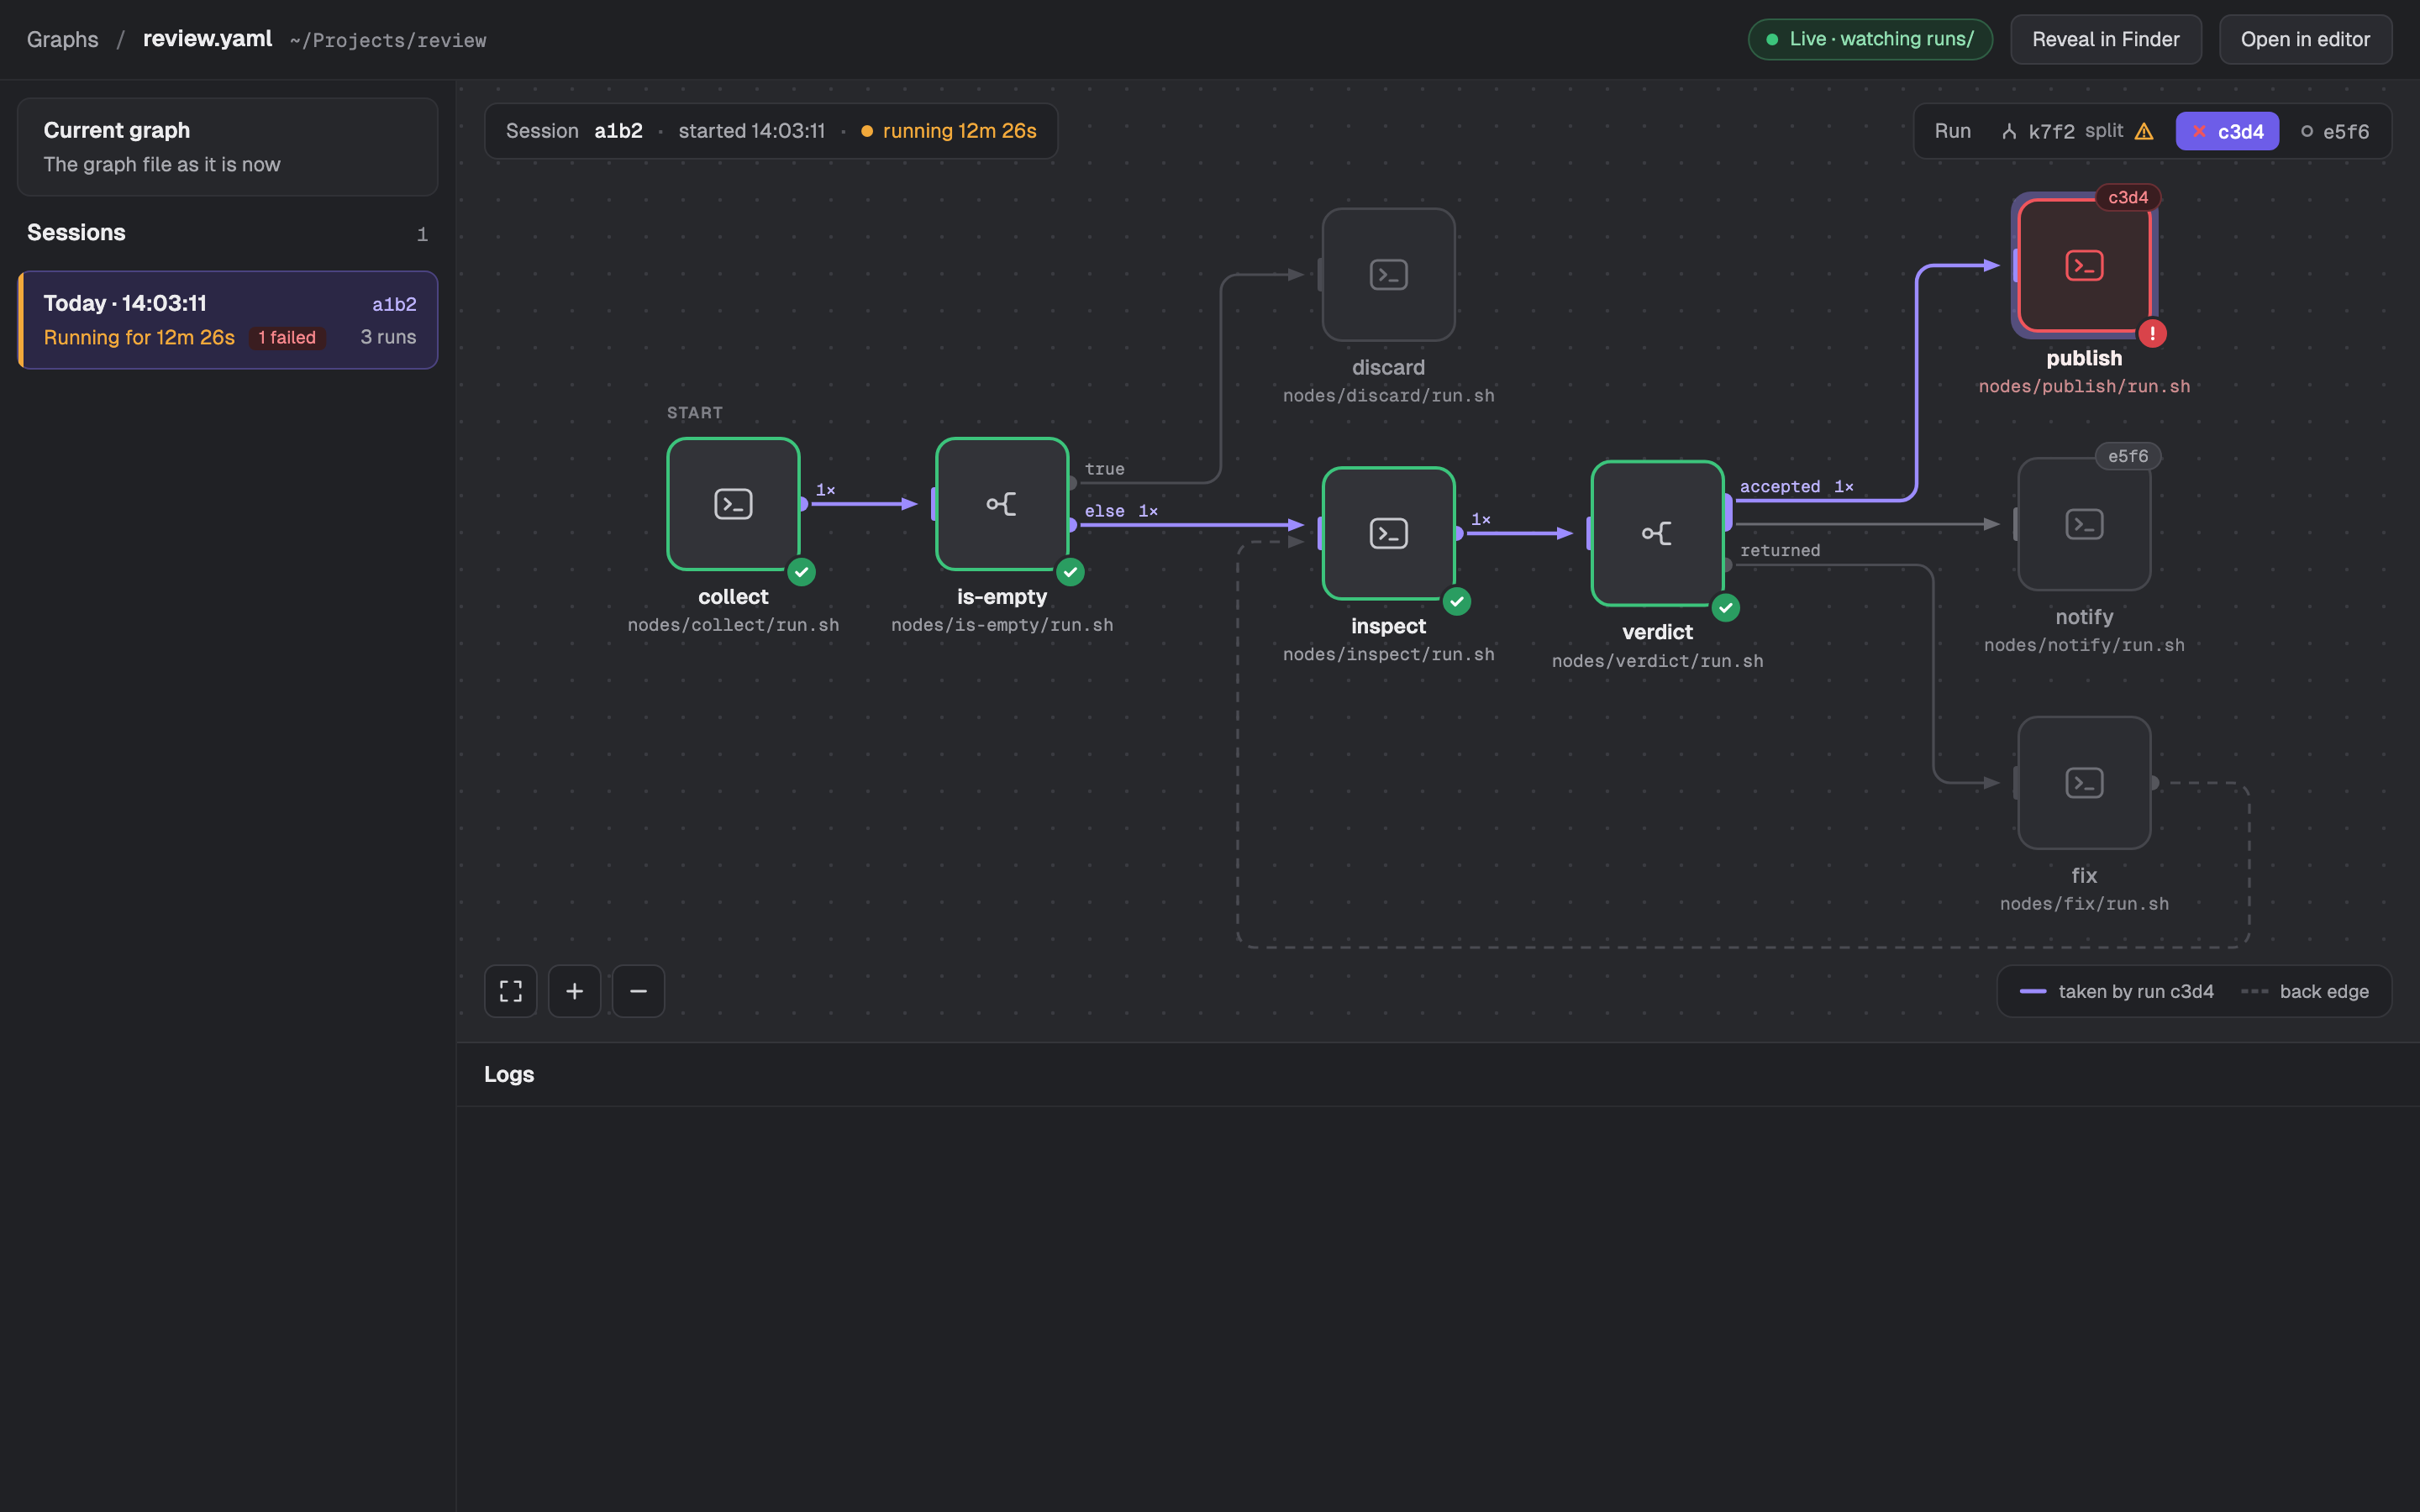 Graphs / review.yaml ~/Projects/review
Live · watching runs/
Reveal in Finder
Open in editor
Current graph
The graph file as it is now
Sessions 1
Today · 14:03:11 a1b2
Running for 12m 26s 1 failed 3 runs
Session a1b2 · started 14:03:11 · running 12m 26s
Run k7f2 split c3d4 e5f6
c3d4
publish
nodes/publish/run.sh
discard
nodes/discard/run.sh
START
collect
nodes/collect/run.sh
1×
is-empty
nodes/is-empty/run.sh
true
else 1×
inspect
nodes/inspect/run.sh
1×
verdict
nodes/verdict/run.sh
accepted 1×
returned
e5f6
notify
nodes/notify/run.sh
fix
nodes/fix/run.sh
taken by run c3d4
back edge
Logs